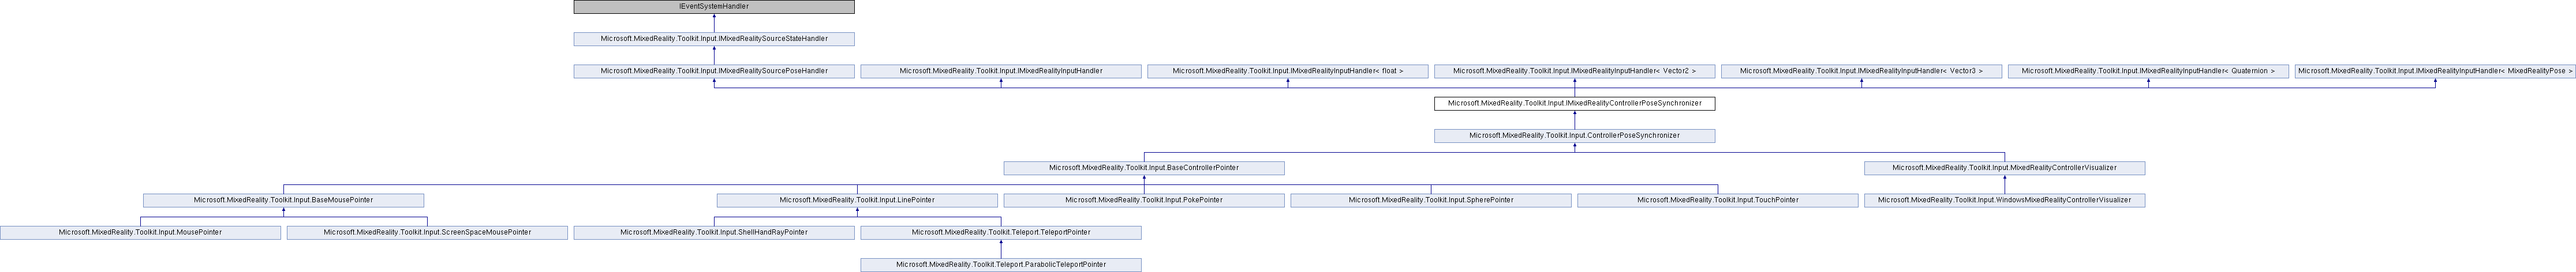 IEventSystemHandler
Microsoft.MixedReality.Toolkit.Input.IMixedRealitySourceStateHandler
Microsoft.MixedReality.Toolkit.Input.IMixedRealitySourcePoseHandler
Microsoft.MixedReality.Toolkit.Input.IMixedRealityInputHandler
Microsoft.MixedReality.Toolkit.Input.IMixedRealityInputHandler< float >
Microsoft.MixedReality.Toolkit.Input.IMixedRealityInputHandler< Vector2 >
Microsoft.MixedReality.Toolkit.Input.IMixedRealityInputHandler< Vector3 >
Microsoft.MixedReality.Toolkit.Input.IMixedRealityInputHandler< Quaternion >
Microsoft.MixedReality.Toolkit.Input.IMixedRealityInputHandler< MixedRealityPose >
Microsoft.MixedReality.Toolkit.Input.IMixedRealityControllerPoseSynchronizer
Microsoft.MixedReality.Toolkit.Input.ControllerPoseSynchronizer
Microsoft.MixedReality.Toolkit.Input.BaseControllerPointer
Microsoft.MixedReality.Toolkit.Input.MixedRealityControllerVisualizer
Microsoft.MixedReality.Toolkit.Input.BaseMousePointer
Microsoft.MixedReality.Toolkit.Input.LinePointer
Microsoft.MixedReality.Toolkit.Input.PokePointer
Microsoft.MixedReality.Toolkit.Input.SpherePointer
Microsoft.MixedReality.Toolkit.Input.TouchPointer
Microsoft.MixedReality.Toolkit.Input.WindowsMixedRealityControllerVisualizer
Microsoft.MixedReality.Toolkit.Input.MousePointer
Microsoft.MixedReality.Toolkit.Input.ScreenSpaceMousePointer
Microsoft.MixedReality.Toolkit.Input.ShellHandRayPointer
Microsoft.MixedReality.Toolkit.Teleport.TeleportPointer
Microsoft.MixedReality.Toolkit.Teleport.ParabolicTeleportPointer